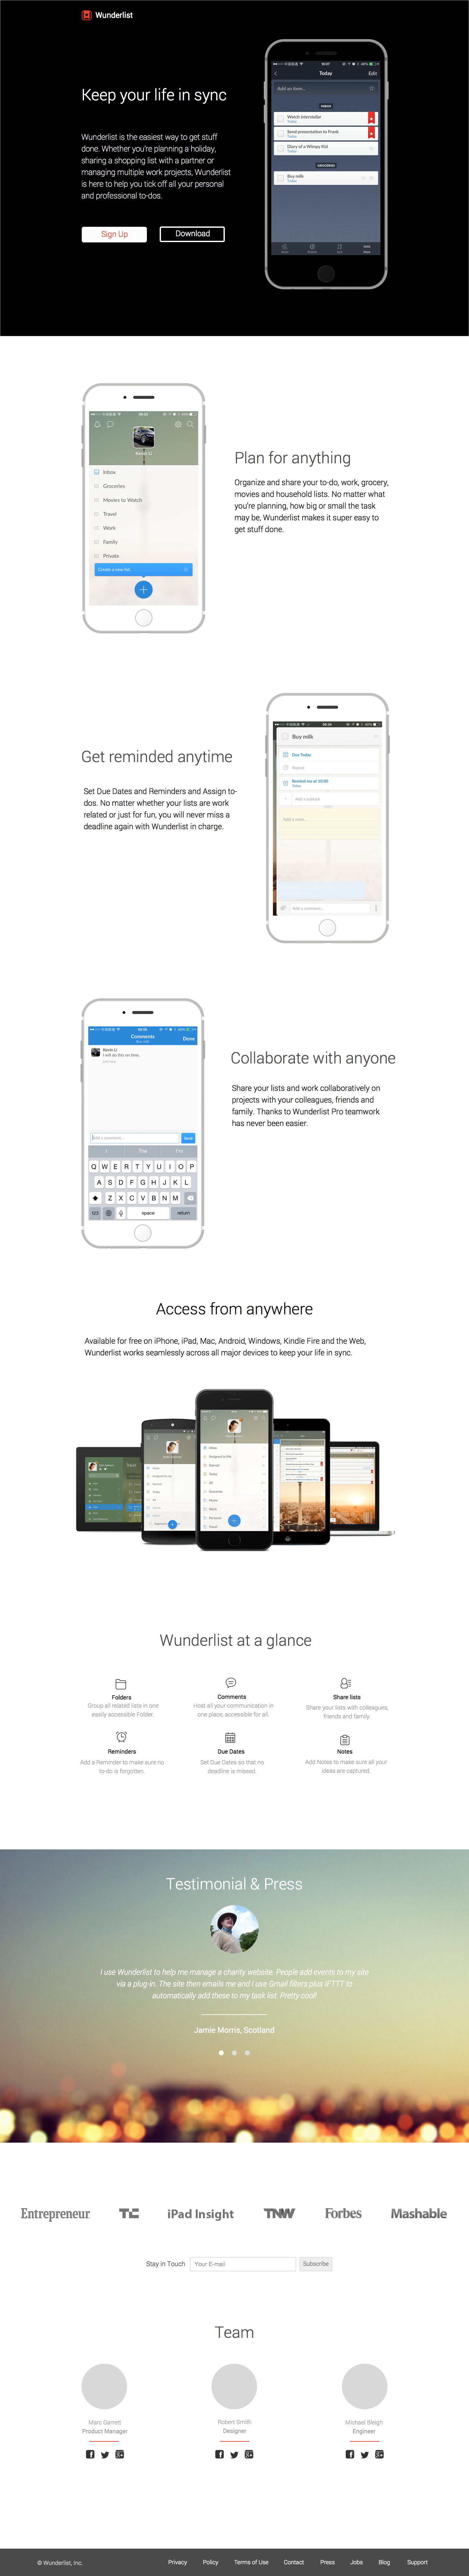 Wunderlist
Keep your life in sync
Wunderlist is the easiest way to get stuff
done. Whether you're planning a holiday,
sharing a shopping list with a partner or
managing multiple work projects, Wunderlist
is here to help you tick off all your personal
and professional to-dos.
Sign Up
Download
Today
Edit
Add an item...
INBOX
Watch interstellar
Today
Send presentation to Frank
Today
Diary of a Wimpy Kid
GROCERIES
Buy milk
Today
More
Kevin Li
Inbox
Groceries
Movies to Watch
Travel
Work
Family
Private
Create a new list.
Plan for anything
Organize and share your to-do, work, grocery,
movies and household lists. No matter what
you're planning, how big or small the task
may be, Wunderlist makes it super easy to
get stuff done.
Get reminded anytime
Set Due Dates and Reminders and Assign to-
dos. No matter whether your lists are work
related or just for fun, you will never miss a
deadline again with Wunderlist in charge.
Buy milk
Due Today
Repeat
Remind me at 10:00
Today
Add a subtask
Add a note...
Add a comment...
Comments
Buy milk
Done
Kevin Li
I will do this on time.
Add a comment...
Send
I
The
I'm
Q W E R T Y U I O P
A S D F G H J K L
Z X C V B N M
123
space
return
Collaborate with anyone
Share your lists and work collaboratively on
projects with your colleagues, friends and
family. Thanks to Wunderlist Pro teamwork
has never been easier.
Access from anywhere
Available for free on iPhone, iPad, Mac, Android, Windows, Kindle Fire and the Web,
Wunderlist works seamlessly across all major devices to keep your life in sync.
Inbox
Assigned to Me
Starred
Today
All
Groceries
Home
Work
Personal
Travel
Wunderlist at a glance
Folders
Group all related lists in one
easily accessible Folder.
Comments
Host all your communication in
one place, accessible for all.
Share lists
Share your lists with colleagues,
friends and family.
Reminders
Add a Reminder to make sure no
to-do is forgotten.
Due Dates
Set Due Dates so that no
deadline is missed.
Notes
Add Notes to make sure all your
ideas are captured.
Testimonial & Press
I use Wunderlist to help me manage a charity website. People add events to my site
via a plug-in. The site then emails me and I use Gmail filters plus IFTTT to
automatically add these to my task list. Pretty cool!
Jamie Morris, Scotland
Entrepreneur
TC
iPad Insight
TNW
Forbes
Mashable
Stay in Touch
Your E-mail
Subscribe
Team
Marc Garrett
Product Manager
Robert Smith
Designer
Michael Bleigh
Engineer
© Wunderlist, Inc.
Privacy
Policy
Terms of Use
Contact
Press
Jobs
Blog
Support